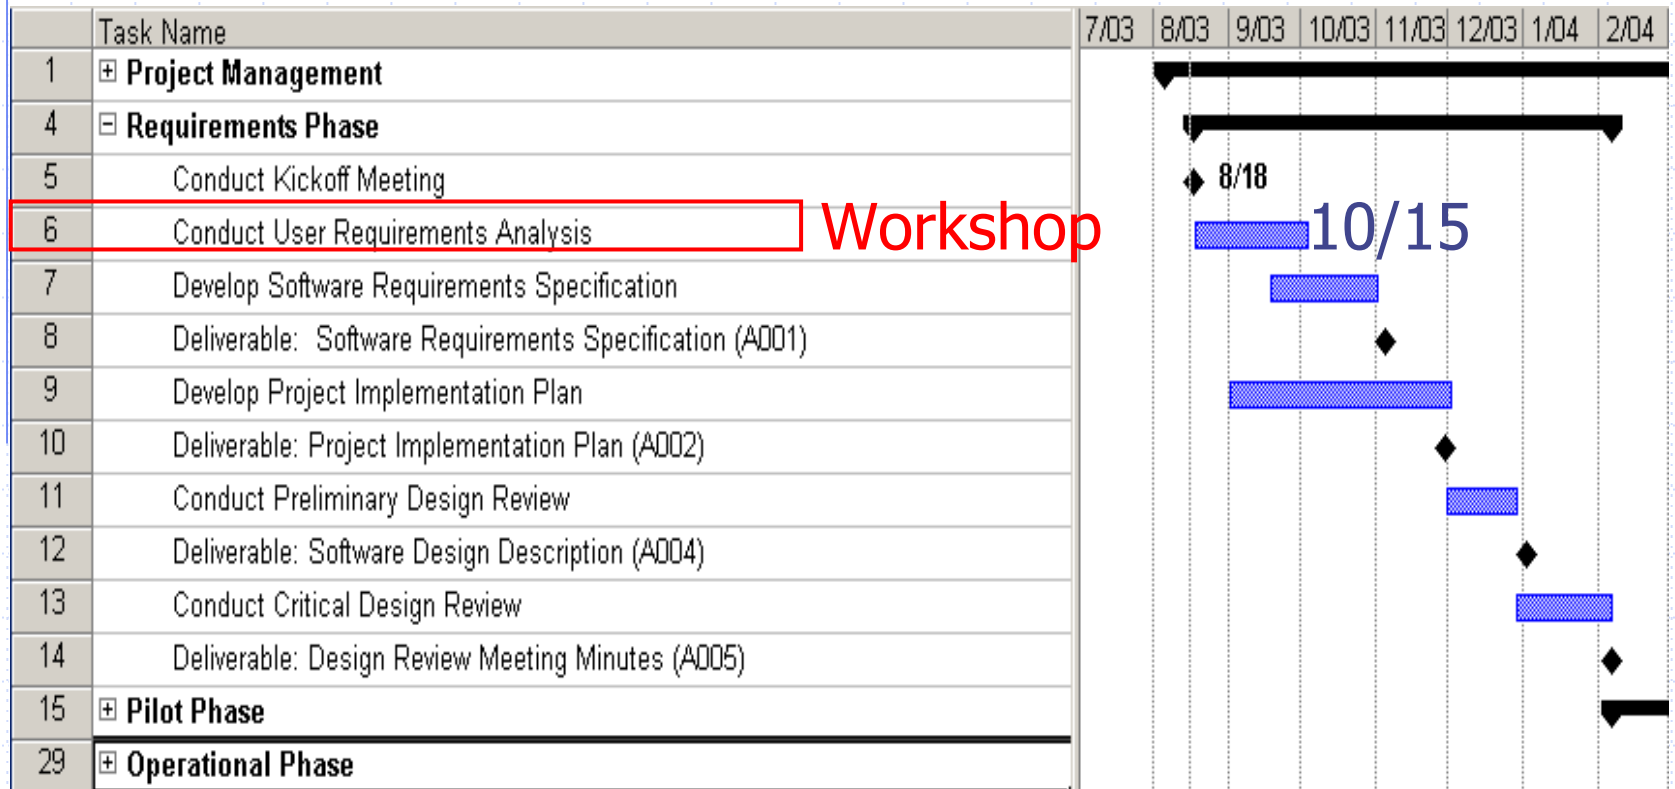 Task Name 7/03 8/03 9/03 10/03 11/03 12/03 1/04 2/04
1 Project Management
4 Requirements Phase
5 Conduct Kickoff Meeting 8/18
6 Conduct User Requirements Analysis Workshop 10/15
7 Develop Software Requirements Specification
8 Deliverable: Software Requirements Specification (A001)
9 Develop Project Implementation Plan
10 Deliverable: Project Implementation Plan (A002)
11 Conduct Preliminary Design Review
12 Deliverable: Software Design Description (A004)
13 Conduct Critical Design Review
14 Deliverable: Design Review Meeting Minutes (A005)
15 Pilot Phase
29 Operational Phase